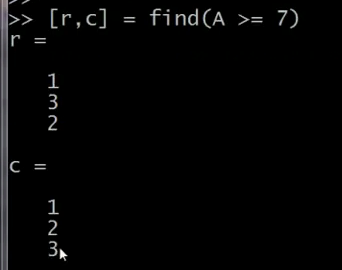 >>
>> [r,c] = find(A >= 7)
r =
1
3
2
c =
1
2
3